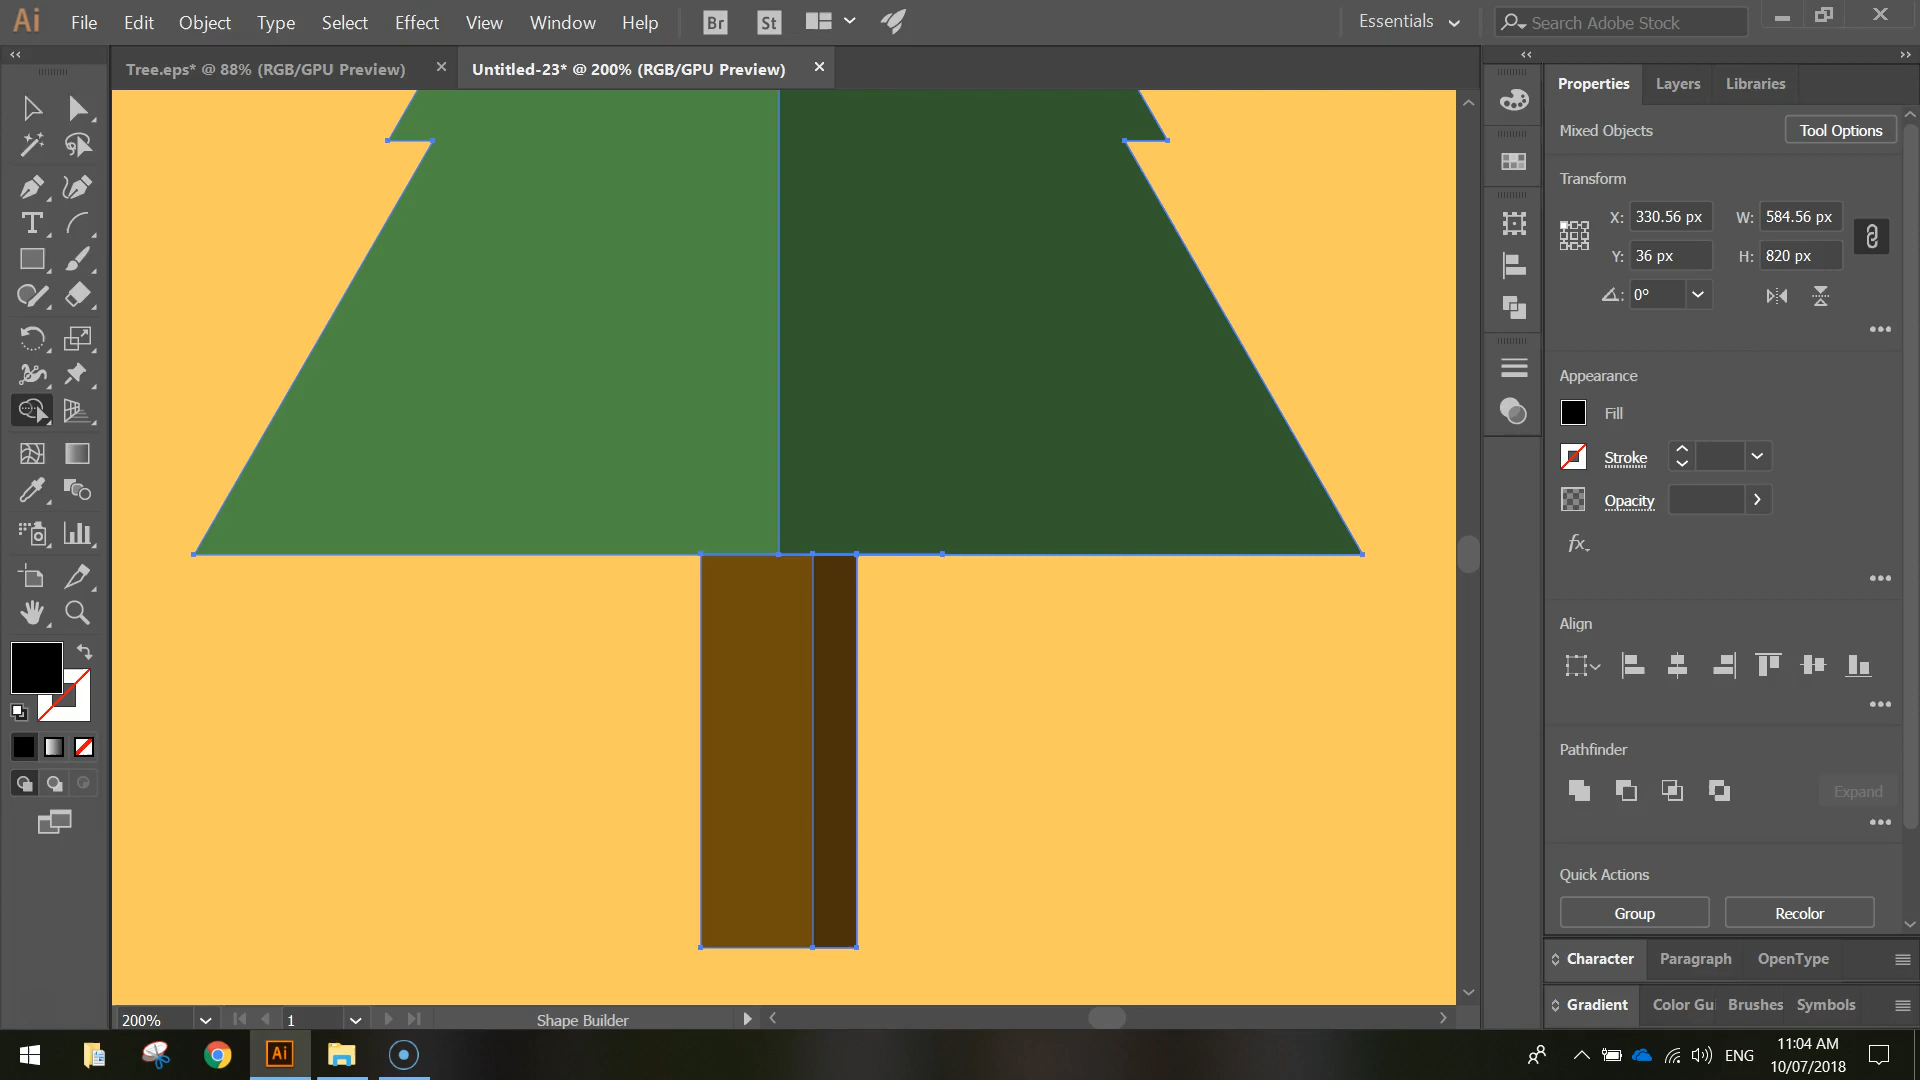 Ai File Edit Object Type Select Effect View Window Help Br St Essentials Search Adobe Stock
Tree.eps* @ 88% (RGB/GPU Preview) Untitled-23* @ 200% (RGB/GPU Preview)
Properties Layers Libraries
Mixed Objects Tool Options
Transform
X: 330.56 px W: 584.56 px
Y: 36 px H: 820 px
0°
Appearance
Fill
Stroke
Opacity
fx
Align
Pathfinder
Expand
Quick Actions
Group Recolor
Character Paragraph OpenType
Gradient Color Gui Brushes Symbols
200% 1 Shape Builder
Ai ENG 11:04 AM
10/07/2018